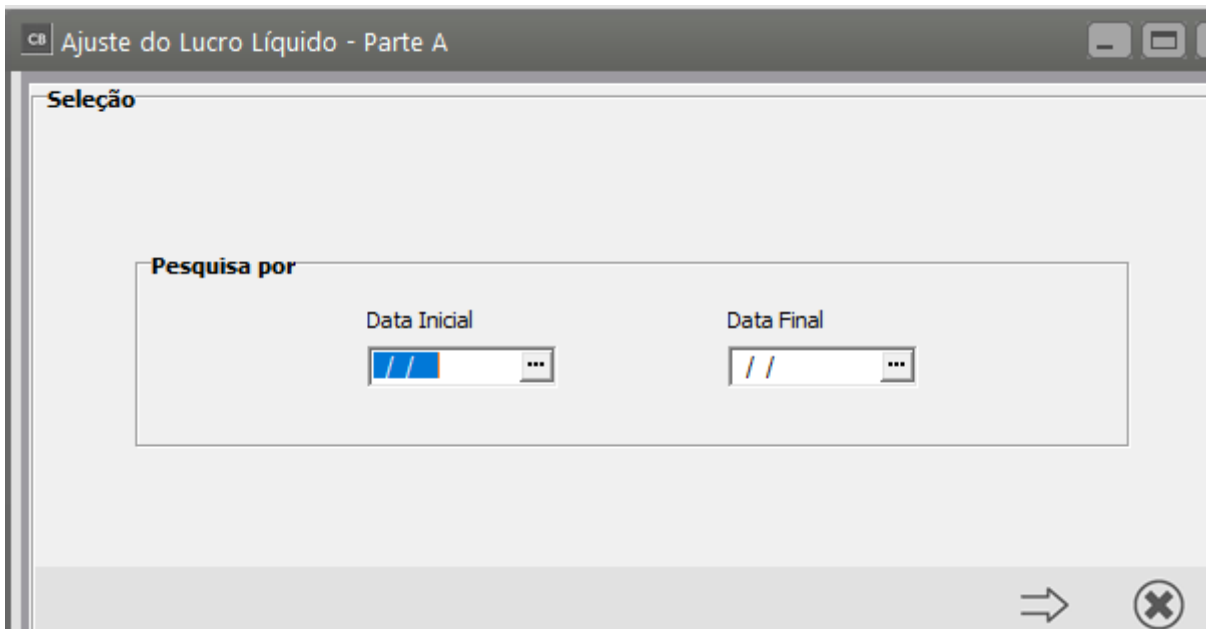 CB Ajuste do Lucro Líquido - Parte A
Seleção
Pesquisa por
Data Inicial Data Final
/ / ... / / ...